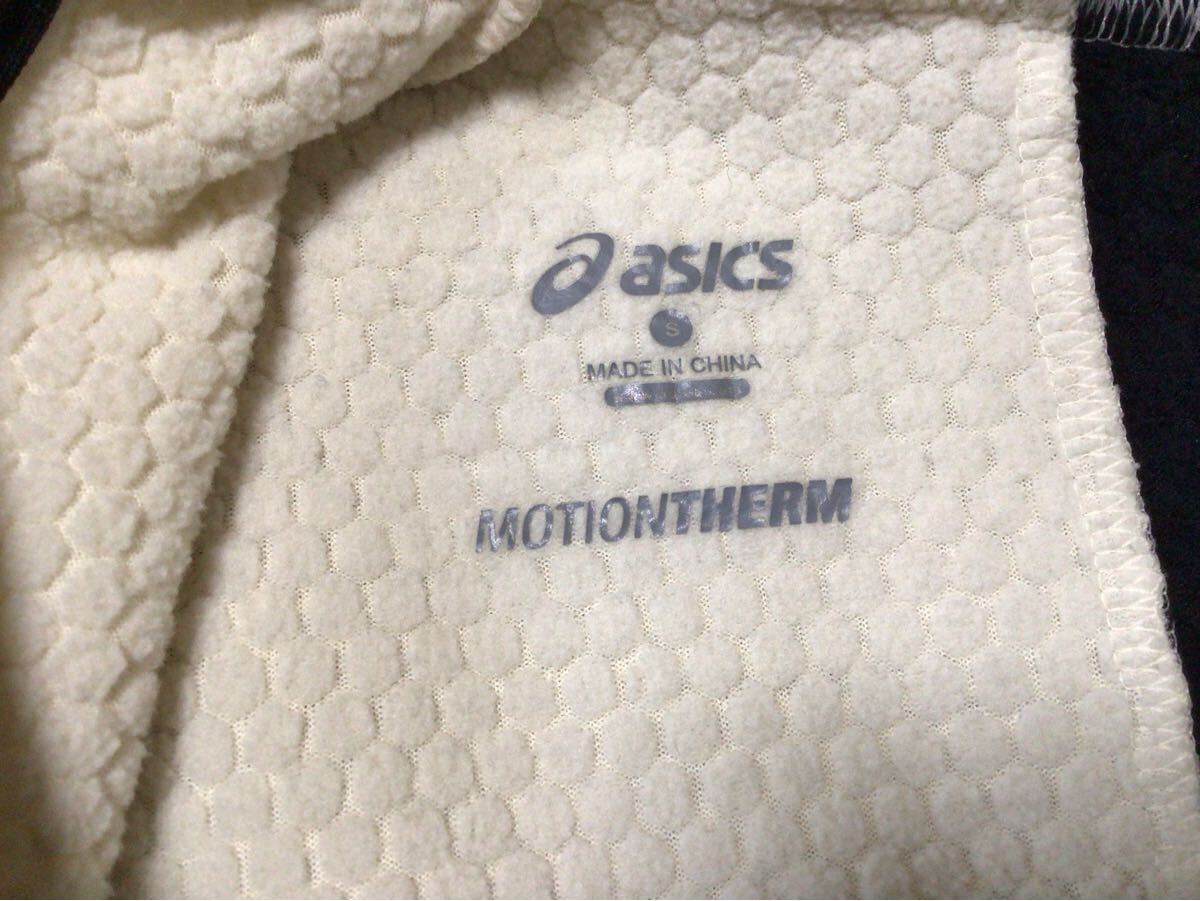 asics
S
MADE IN CHINA
MOTIONTHERM